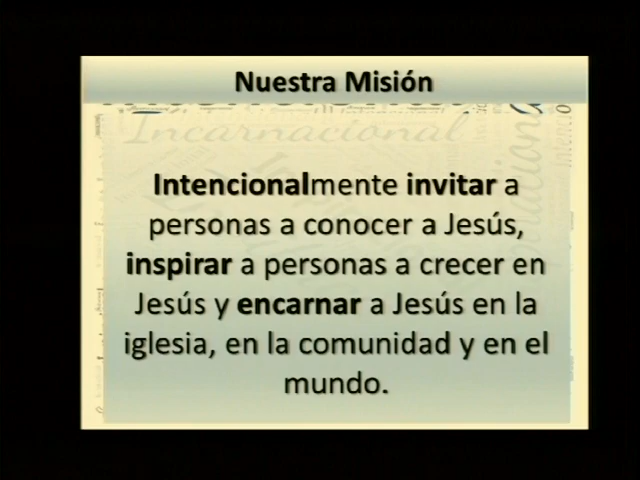 Nuestra Misión
Incarnacional
Intencionalmente invitar a
personas a conocer a Jesús,
inspirar a personas a crecer en
Jesús y encarnar a Jesús en la
iglesia, en la comunidad y en el
mundo.